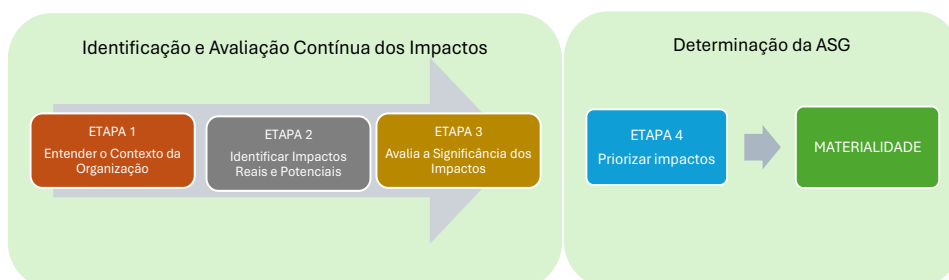 Identificação e Avaliação Contínua dos Impactos
ETAPA 1
Entender o Contexto da
Organização
ETAPA 2
Identificar Impactos
Reais e Potenciais
ETAPA 3
Avalia a Significância dos
Impactos
Determinação da ASG
ETAPA 4
Priorizar impactos
MATERIALIDADE